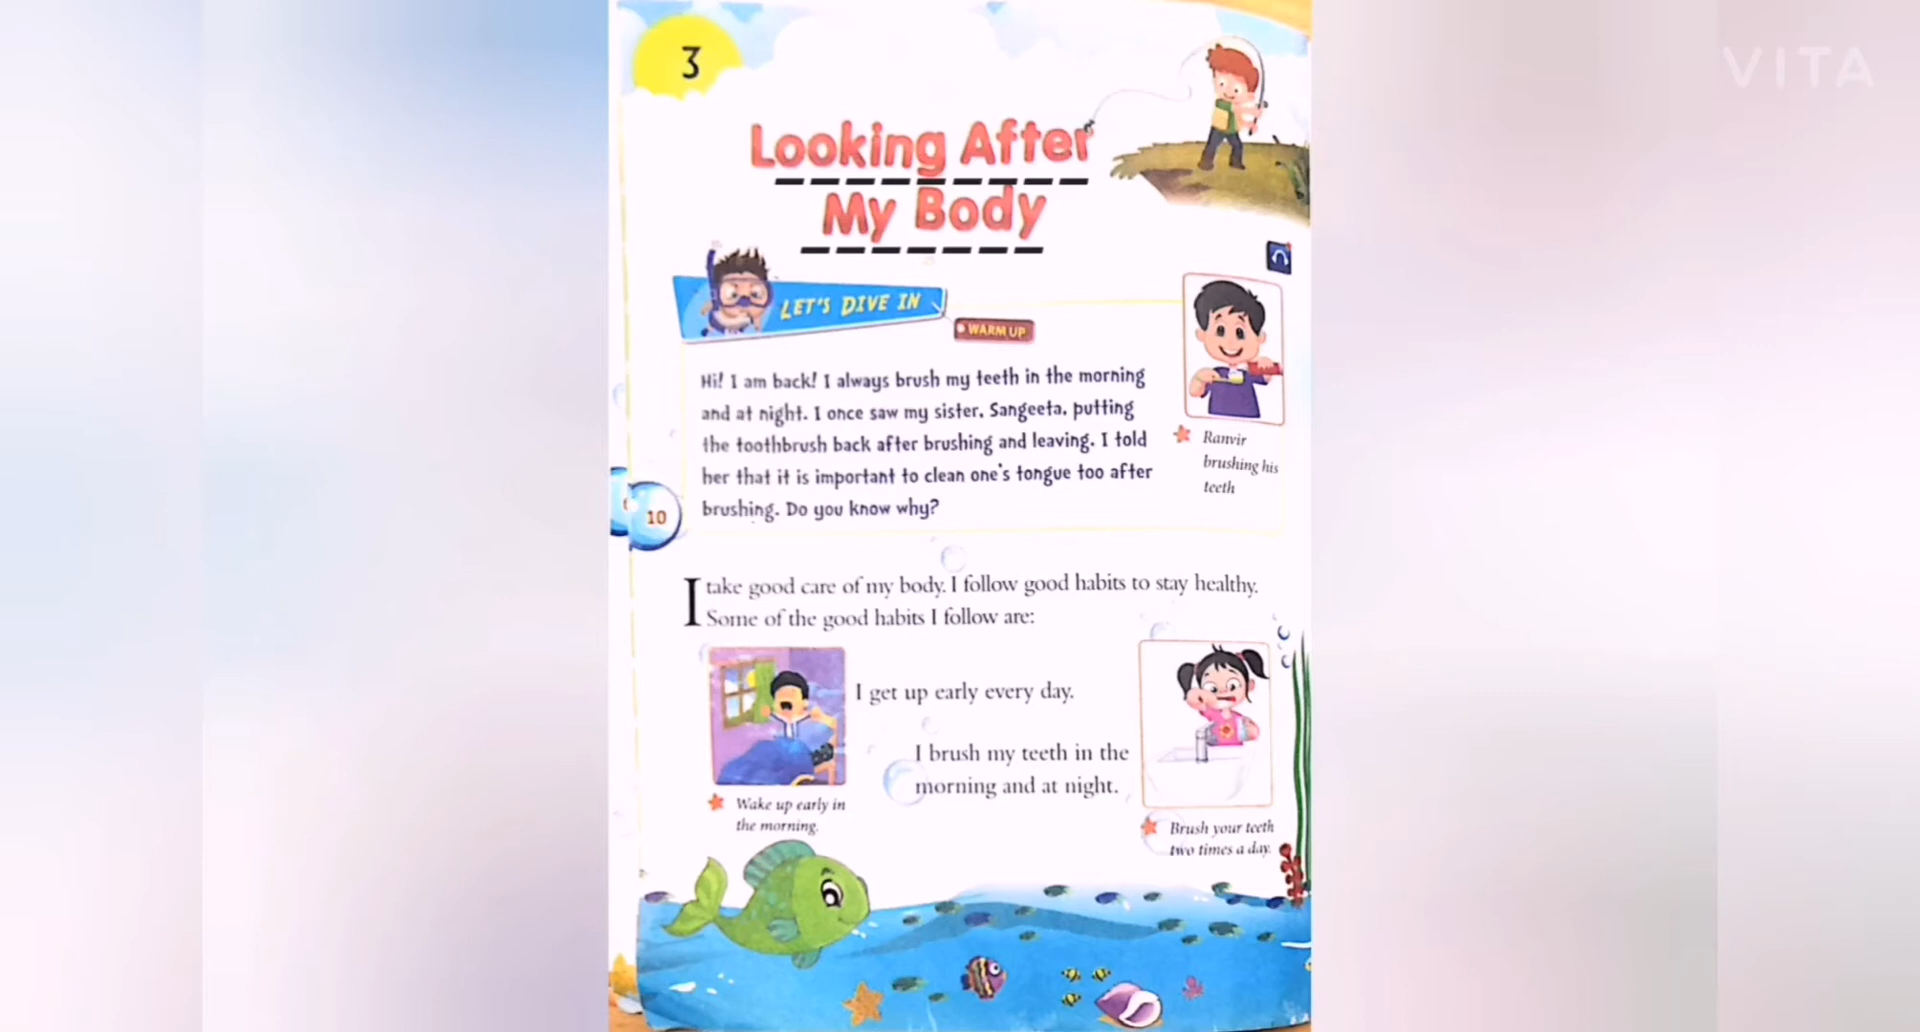 VITA
3
Looking After
My Body
LET'S DIVE IN
WARM UP
Hi! I am back! I always brush my teeth in the morning
and at night. I once saw my sister, Sangeeta, putting
the toothbrush back after brushing and leaving. I told
her that it is important to clean one's tongue too after
brushing. Do you know why?
Ranvir
brushing his
teeth
10
I take good care of my body. I follow good habits to stay healthy.
Some of the good habits I follow are:
I get up early every day.
I brush my teeth in the
morning and at night.
Wake up early in
the morning.
Brush your teeth
two times a day.